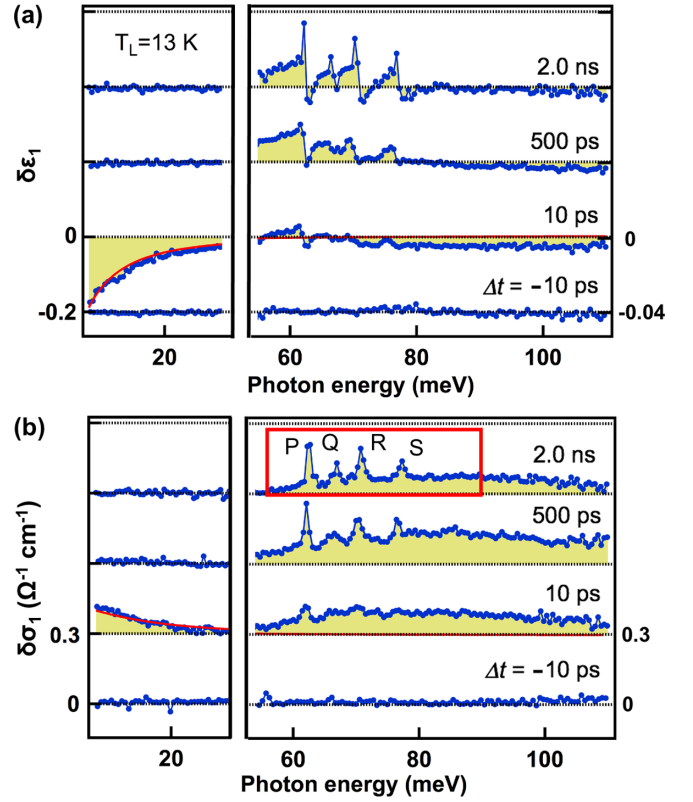 (a)
T_L=13 K
2.0 ns
500 ps
10 ps
Δt = −10 ps
δε₁
0
-0.2
0
-0.04
20
60
80
100
Photon energy (meV)
(b)
P Q R S
2.0 ns
500 ps
10 ps
Δt = −10 ps
δσ₁ (Ω⁻¹ cm⁻¹)
0.3
0
0.3
0
20
60
80
100
Photon energy (meV)